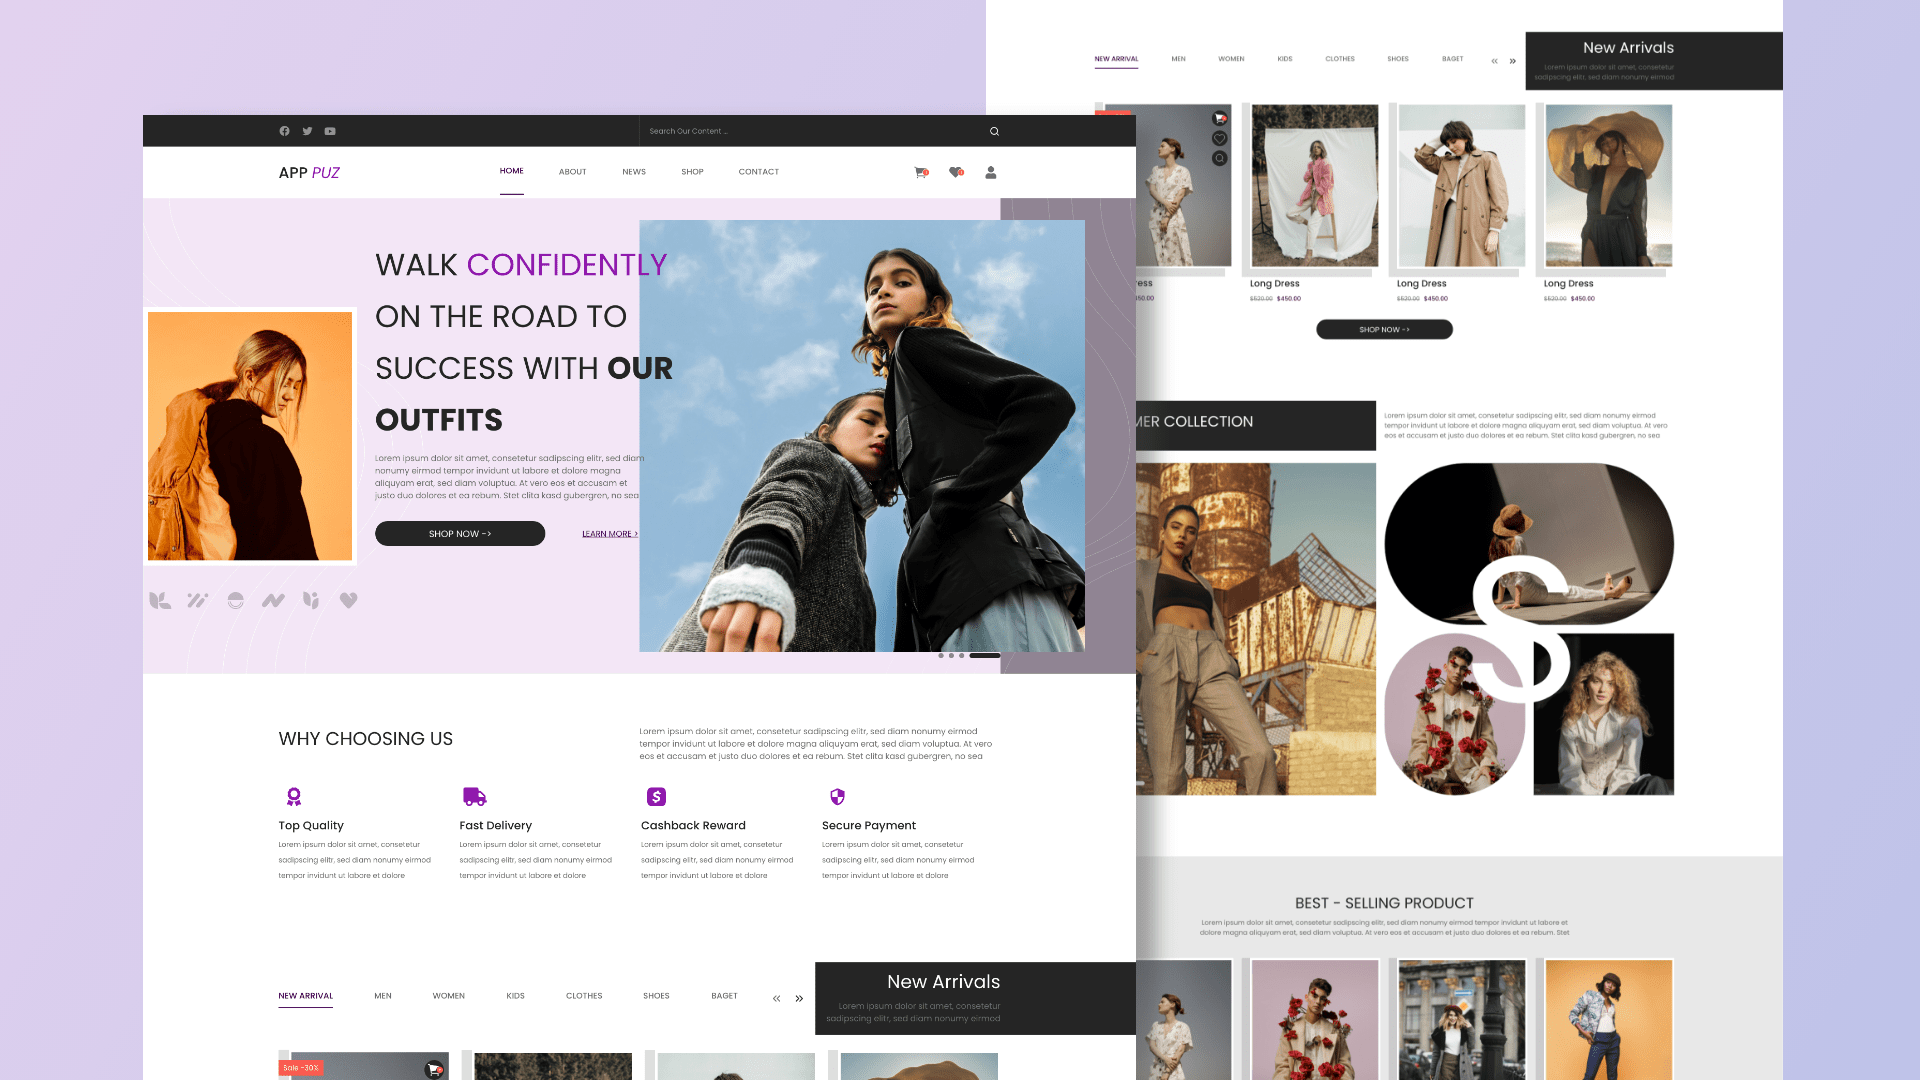 Search Our Content ...
APP PUZ
HOME
ABOUT
NEWS
SHOP
CONTACT
WALK CONFIDENTLY
ON THE ROAD TO
SUCCESS WITH OUR
OUTFITS
Lorem ipsum dolor sit amet, consetetur sadipscing elitr, sed diam
nonumy eirmod tempor invidunt ut labore et dolore magna
aliquyam erat, sed diam voluptua. At vero eos et accusam et
justo duo dolores et ea rebum. Stet clita kasd gubergren, no sea
SHOP NOW ->
LEARN MORE >
WHY CHOOSING US
Lorem ipsum dolor sit amet, consetetur sadipscing elitr, sed diam nonumy eirmod
tempor invidunt ut labore et dolore magna aliquyam erat, sed diam voluptua. At vero
eos et accusam et justo duo dolores et ea rebum. Stet clita kasd gubergren, no sea
Top Quality
Lorem ipsum dolor sit amet, consetetur
sadipscing elitr, sed diam nonumy eirmod
tempor invidunt ut labore et dolore
Fast Delivery
Lorem ipsum dolor sit amet, consetetur
sadipscing elitr, sed diam nonumy eirmod
tempor invidunt ut labore et dolore
Cashback Reward
Lorem ipsum dolor sit amet, consetetur
sadipscing elitr, sed diam nonumy eirmod
tempor invidunt ut labore et dolore
Secure Payment
Lorem ipsum dolor sit amet, consetetur
sadipscing elitr, sed diam nonumy eirmod
tempor invidunt ut labore et dolore
NEW ARRIVAL
MEN
WOMEN
KIDS
CLOTHES
SHOES
BAGET
« »
New Arrivals
Lorem ipsum dolor sit amet, consetetur
sadipscing elitr, sed diam nonumy eirmod
Sale -30%
NEW ARRIVAL
MEN
WOMEN
KIDS
CLOTHES
SHOES
BAGET
« »
New Arrivals
Lorem ipsum dolor sit amet, consetetur
sadipscing elitr, sed diam nonumy eirmod
ress
450.00
Long Dress
$520.00 $450.00
Long Dress
$520.00 $450.00
Long Dress
$520.00 $450.00
SHOP NOW ->
MER COLLECTION
Lorem ipsum dolor sit amet, consetetur sadipscing elitr, sed diam nonumy eirmod
tempor invidunt ut labore et dolore magna aliquyam erat, sed diam voluptua. At vero
eos et accusam et justo duo dolores et ea rebum. Stet clita kasd gubergren, no sea
S
BEST - SELLING PRODUCT
Lorem ipsum dolor sit amet, consetetur sadipscing elitr, sed diam nonumy eirmod tempor invidunt ut labore et
dolore magna aliquyam erat, sed diam voluptua. At vero eos et accusam et justo duo dolores et ea rebum. Stet